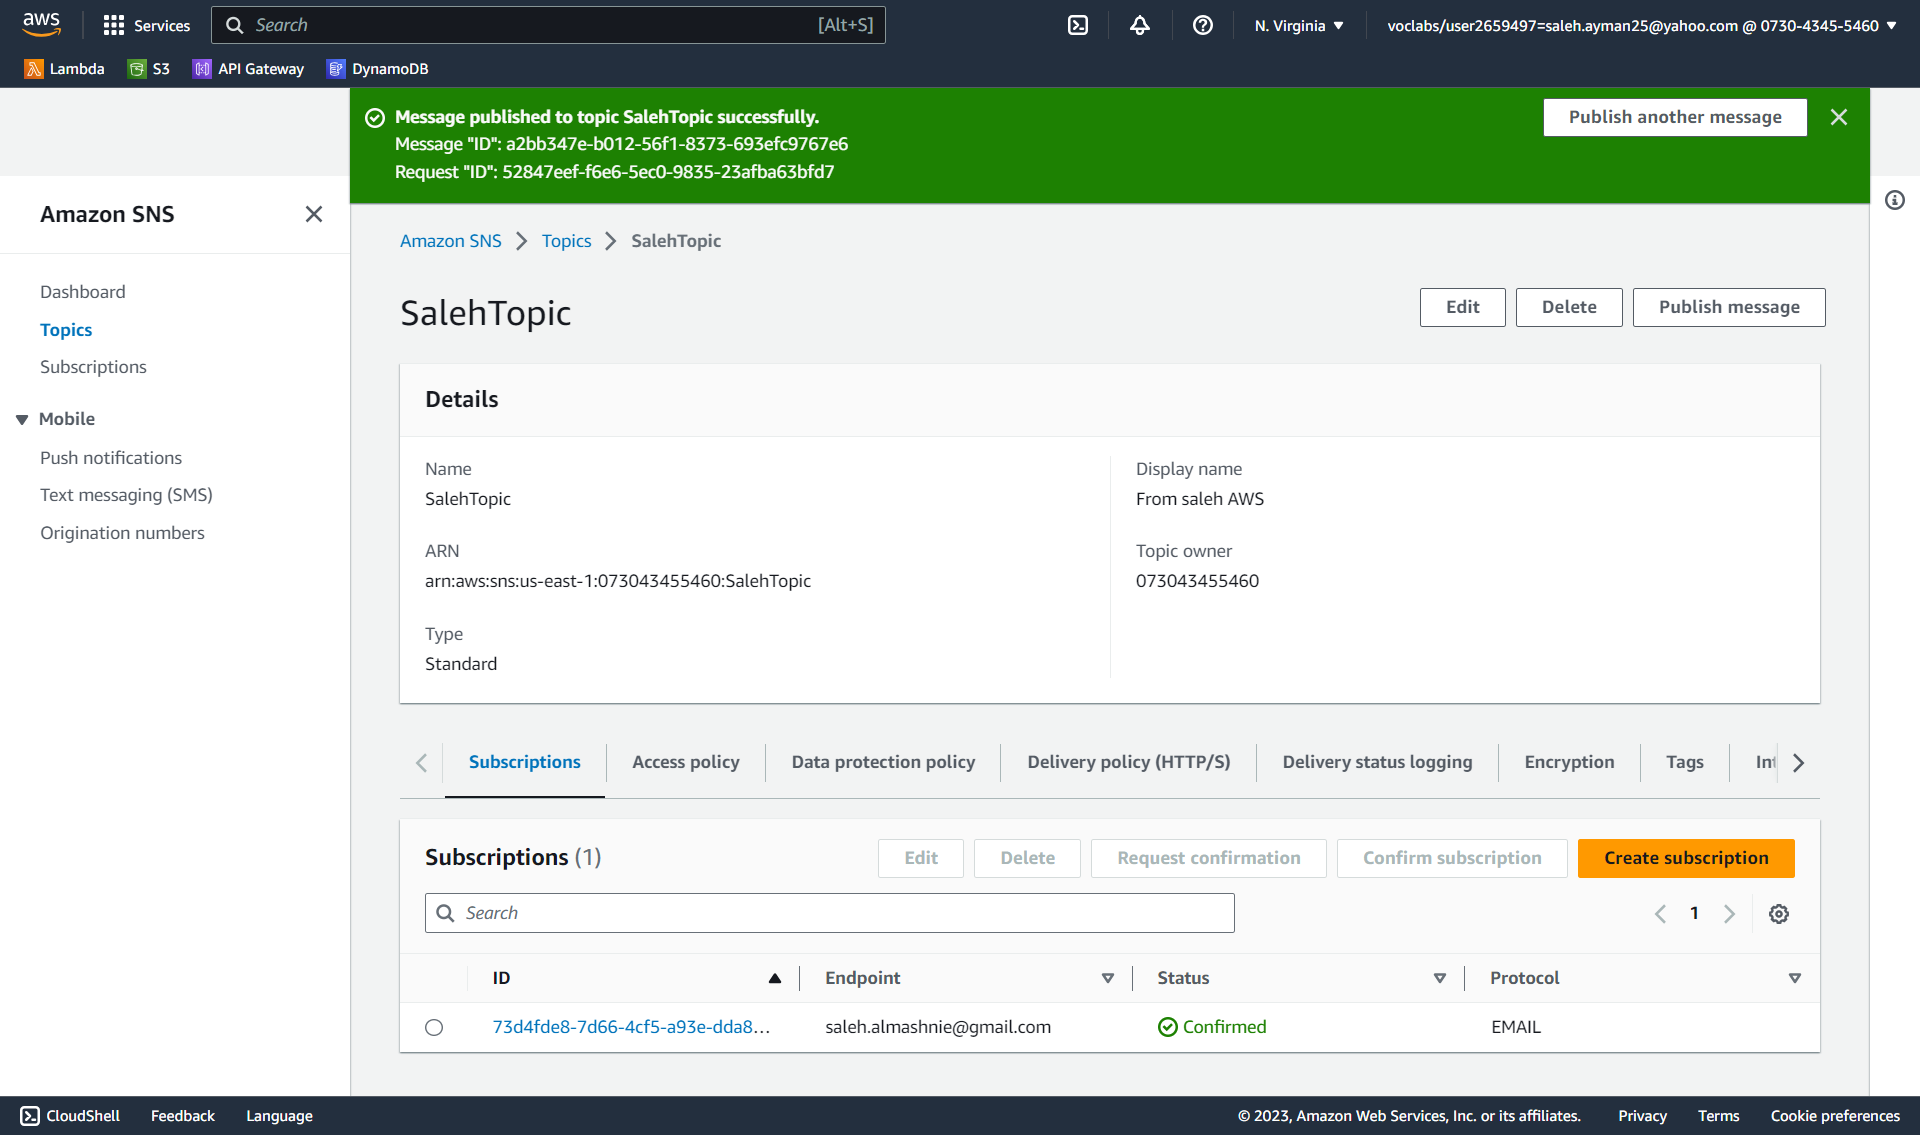 aws
Services
Search
[Alt+S]
N. Virginia
voclabs/user2659497=saleh.ayman25@yahoo.com @ 0730-4345-5460
Lambda
S3
API Gateway
DynamoDB
Message published to topic SalehTopic successfully.
Message "ID": a2bb347e-b012-56f1-8373-693efc9767e6
Request "ID": 52847eef-f6e6-5ec0-9835-23afba63bfd7
Publish another message
Amazon SNS
Dashboard
Topics
Subscriptions
Mobile
Push notifications
Text messaging (SMS)
Origination numbers
Amazon SNS
Topics
SalehTopic
SalehTopic
Edit
Delete
Publish message
Details
Name
SalehTopic
Display name
From saleh AWS
ARN
arn:aws:sns:us-east-1:073043455460:SalehTopic
Topic owner
073043455460
Type
Standard
Subscriptions
Access policy
Data protection policy
Delivery policy (HTTP/S)
Delivery status logging
Encryption
Tags
Subscriptions (1)
Edit
Delete
Request confirmation
Confirm subscription
Create subscription
Search
1
ID
Endpoint
Status
Protocol
73d4fde8-7d66-4cf5-a93e-dda8...
saleh.almashnie@gmail.com
Confirmed
EMAIL
CloudShell
Feedback
Language
© 2023, Amazon Web Services, Inc. or its affiliates.
Privacy
Terms
Cookie preferences